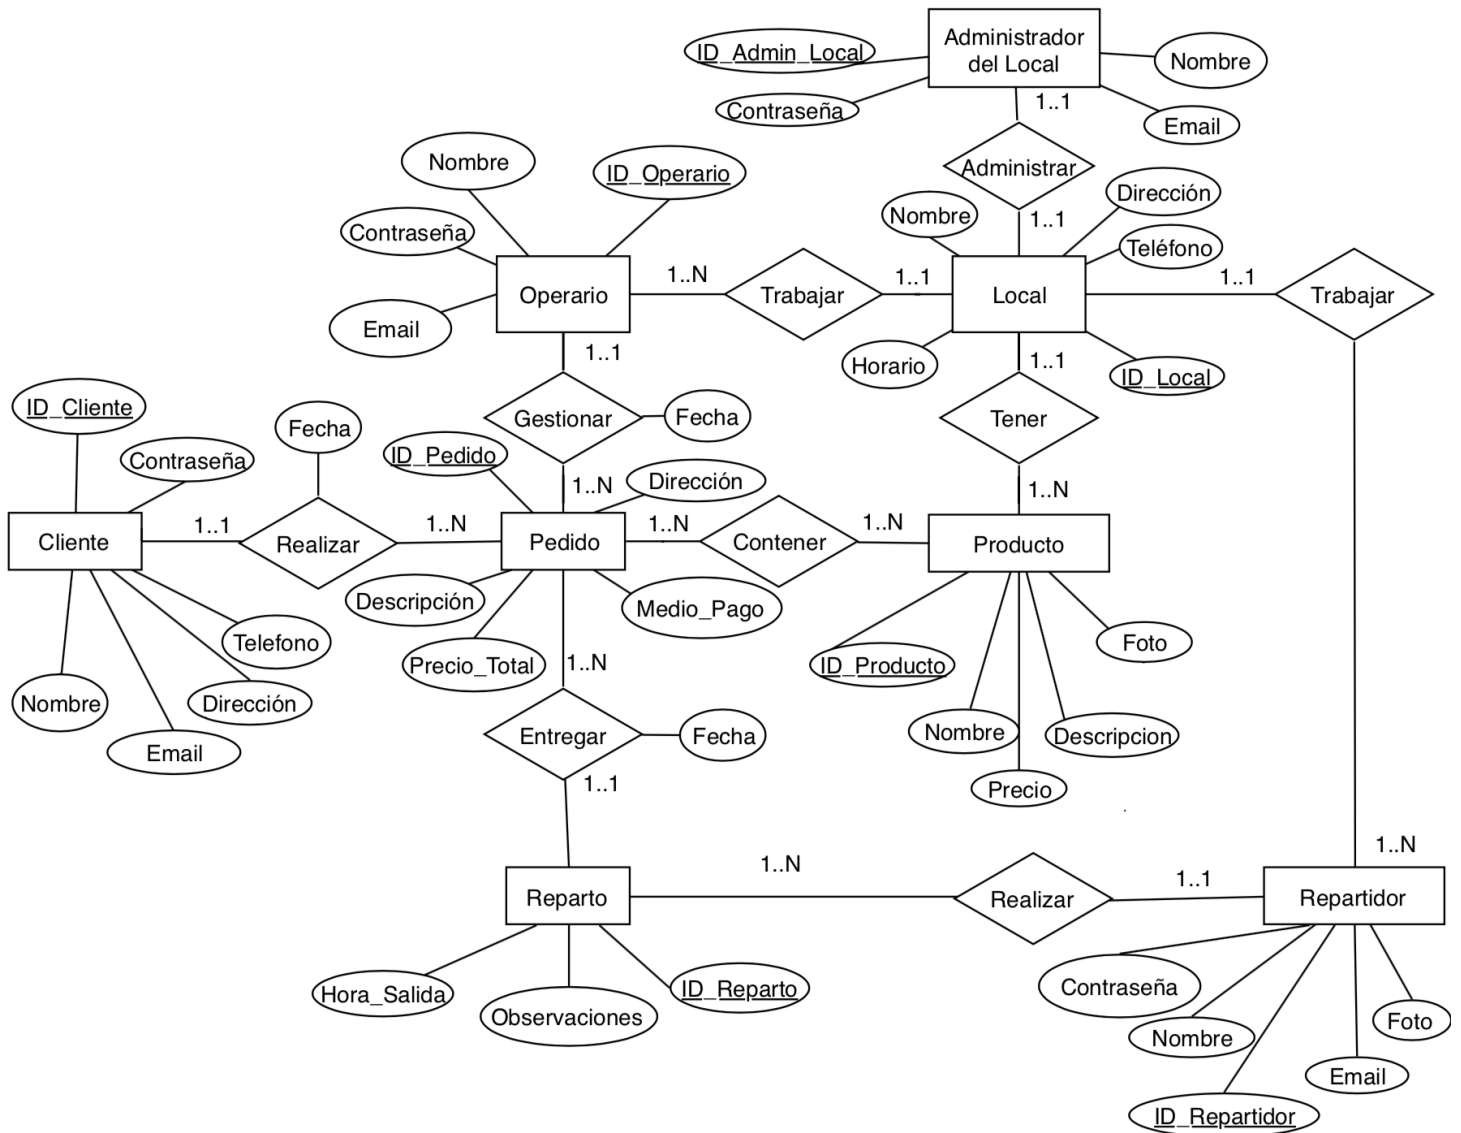 Administrador
del Local
ID_Admin_Local
Nombre
Contraseña
1..1
Email
Administrar
Nombre
ID_Operario
Dirección
Nombre
1..1
Contraseña
Teléfono
1..N
1..1
1..1
Operario
Trabajar
Local
Trabajar
Email
1..1
1..1
Horario
ID_Local
ID_Cliente
Fecha
Gestionar
Fecha
Tener
Contraseña
ID_Pedido
Dirección
1..N
1..N
1..1
1..N
1..N
1..N
Cliente
Realizar
Pedido
Contener
Producto
Descripción
Medio_Pago
Telefono
Foto
Precio_Total
1..N
ID_Producto
Nombre
Dirección
Entregar
Fecha
Nombre
Descripcion
Email
1..1
Precio
1..N
1..N
1..1
Reparto
Realizar
Repartidor
Hora_Salida
ID_Reparto
Contraseña
Observaciones
Foto
Nombre
Email
ID_Repartidor